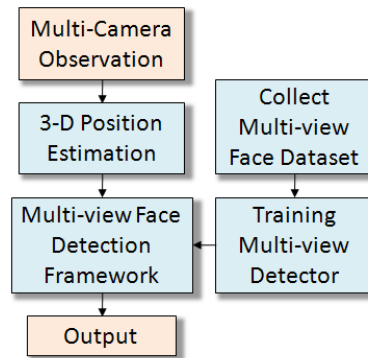 Multi-Camera
Observation
3-D Position
Estimation
Collect
Multi-view
Face Dataset
Multi-view Face
Detection
Framework
Training
Multi-view
Detector
Output